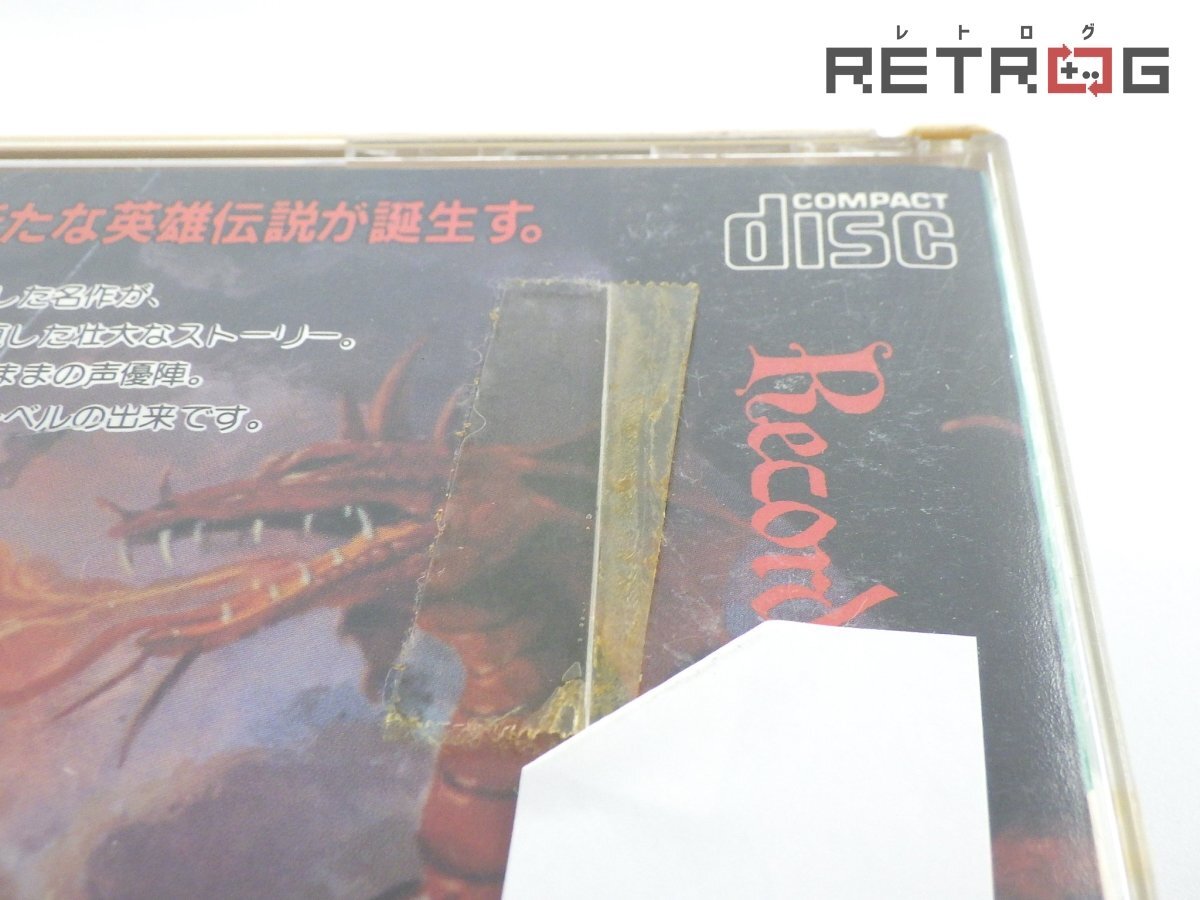 レトログ
RETROG
たな英雄伝説が誕生す。
COMPACT
disc
した名作が、
した壮大なストーリー。
ままの声優陣。
ベルの出来です。
Record